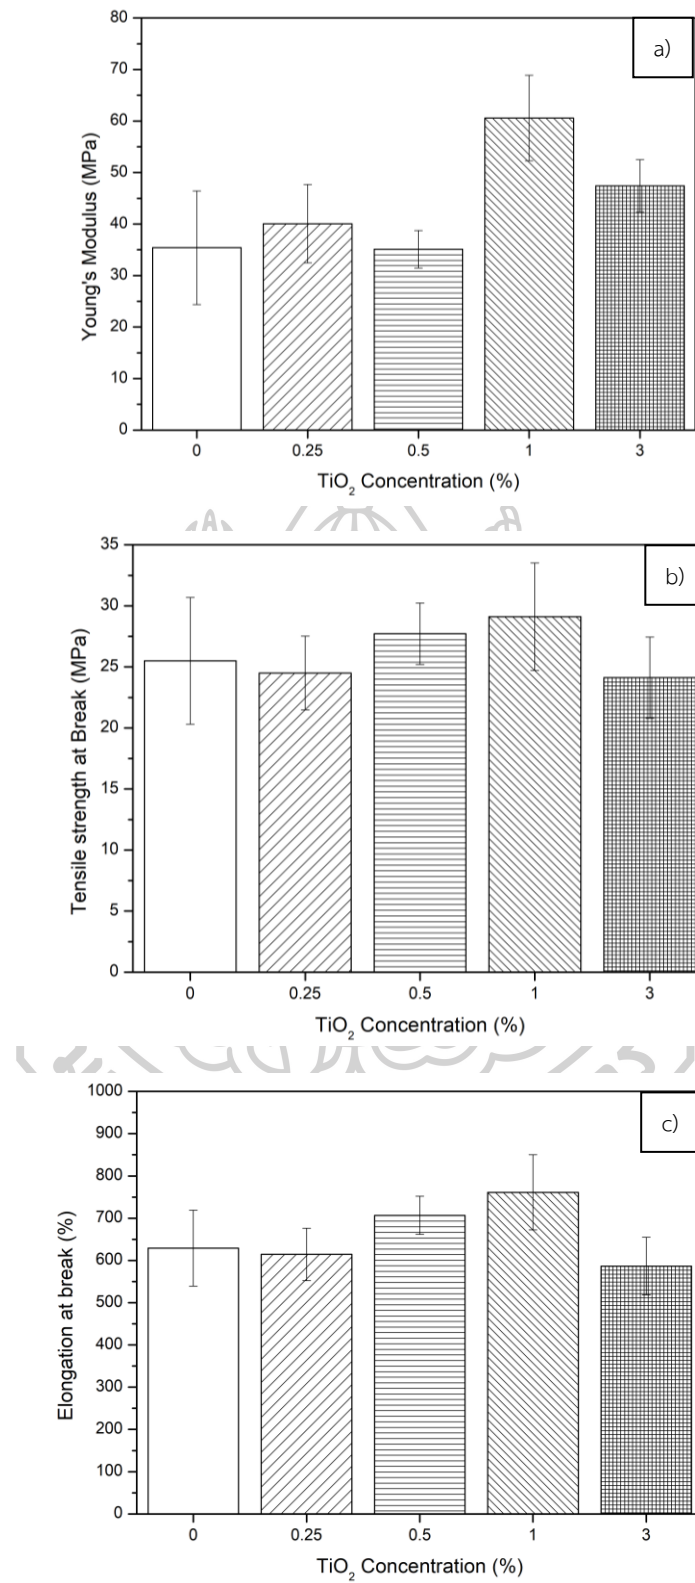 a)
80
70
60
50
40
30
20
10
0
Young's Modulus (MPa)
0 0.25 0.5 1 3
TiO₂ Concentration (%)
b)
35
30
25
20
15
10
5
0
Tensile strength at Break (MPa)
0 0.25 0.5 1 3
TiO₂ Concentration (%)
c)
1000
900
800
700
600
500
400
300
200
100
0
Elongation at break (%)
0 0.25 0.5 1 3
TiO₂ Concentration (%)